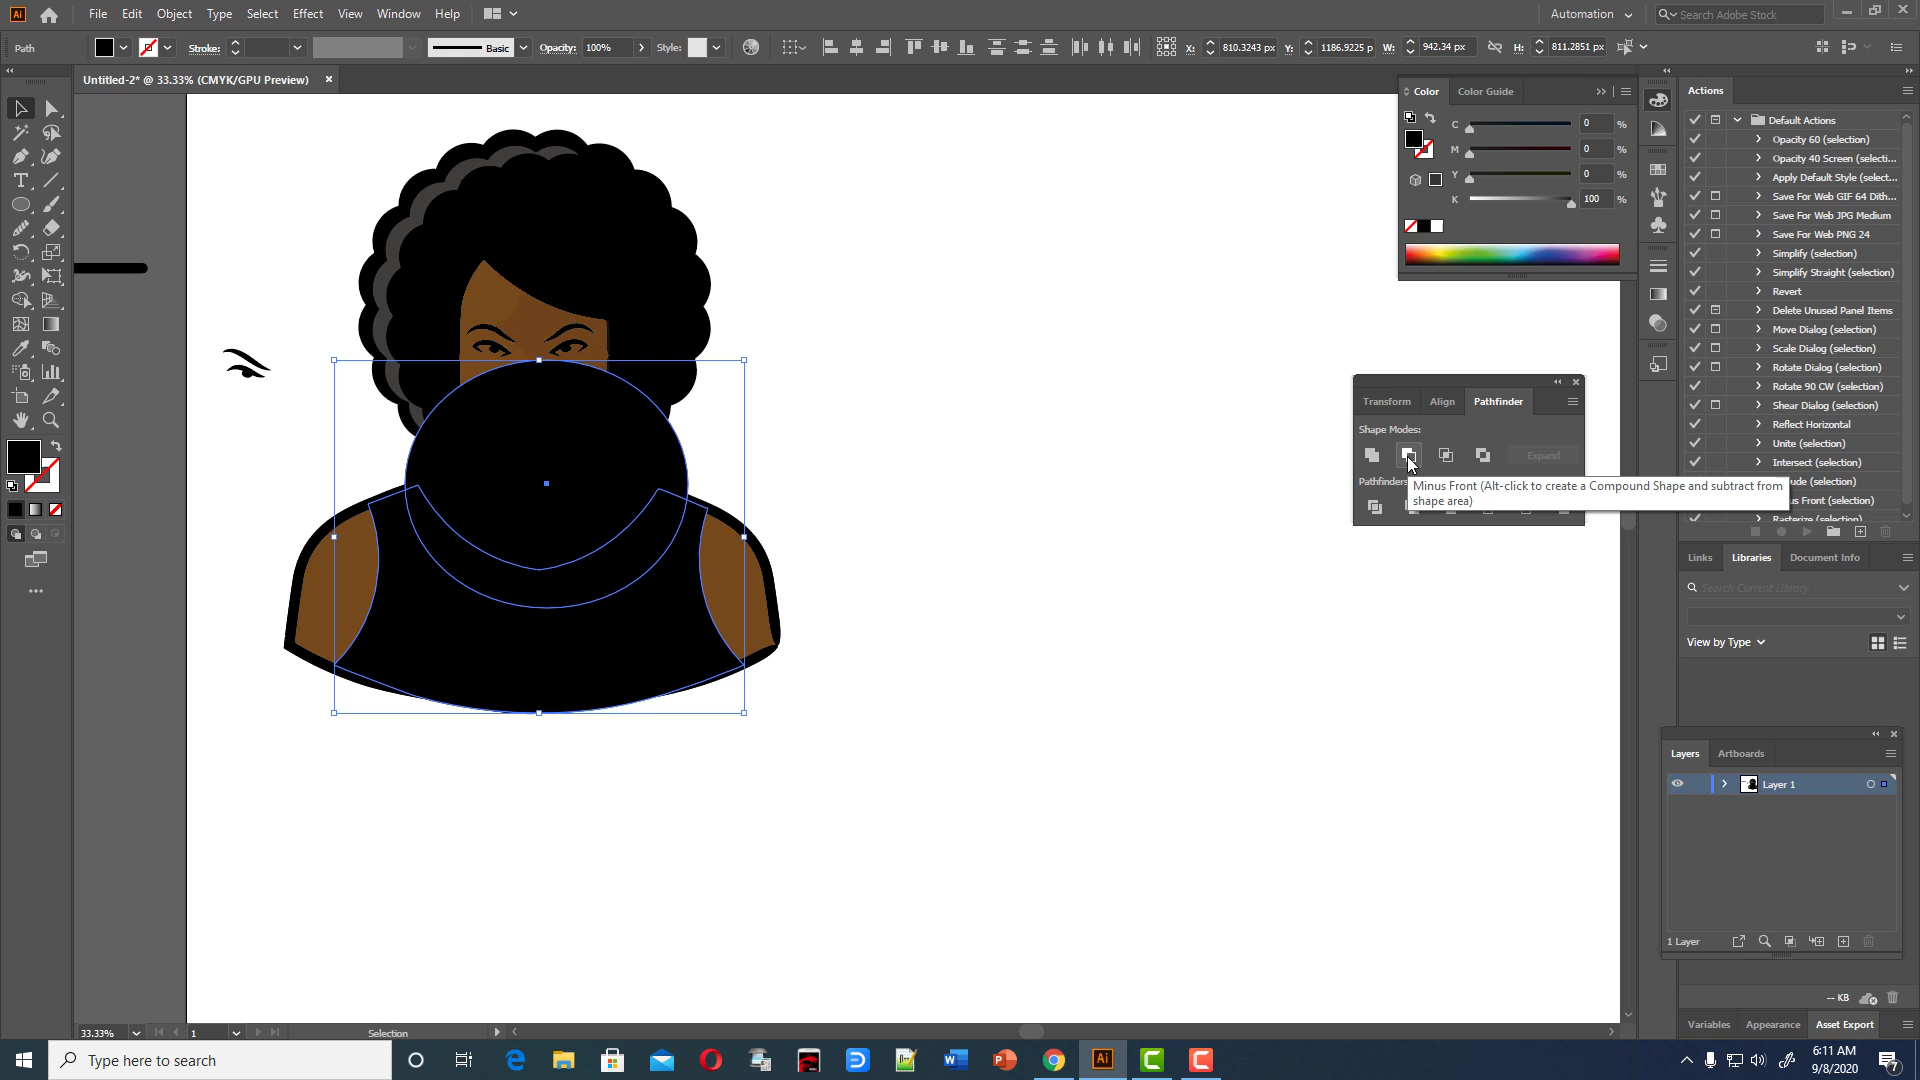 Ai File Edit Object Type Select Effect View Window Help Automation Search Adobe Stock
Path Stroke: Basic Opacity: 100% Style: X: 810.3243 px Y: 1186.9225 p W: 942.34 px H: 811.2851 px
Untitled-2* @ 33.33% (CMYK/GPU Preview) ×
Color Color Guide
C 0 %
M 0 %
Y 0 %
K 100 %
Actions
Default Actions
Opacity 60 (selection)
Opacity 40 Screen (selecti...
Apply Default Style (select...
Save For Web GIF 64 Dith...
Save For Web JPG Medium
Save For Web PNG 24
Simplify (selection)
Simplify Straight (selection)
Revert
Delete Unused Panel Items
Move Dialog (selection)
Scale Dialog (selection)
Rotate Dialog (selection)
Rotate 90 CW (selection)
Shear Dialog (selection)
Reflect Horizontal
Unite (selection)
Intersect (selection)
ude (selection)
us Front (selection)
Rasterize (selection)
Transform Align Pathfinder
Shape Modes:
Expand
Pathfinders
Minus Front (Alt-click to create a Compound Shape and subtract from
shape area)
Links Libraries Document Info
Search Current Library
View by Type
Layers Artboards
Layer 1
1 Layer
-- KB
Variables Appearance Asset Export
33.33% 1 Selection
Type here to search
6:11 AM
9/8/2020
7